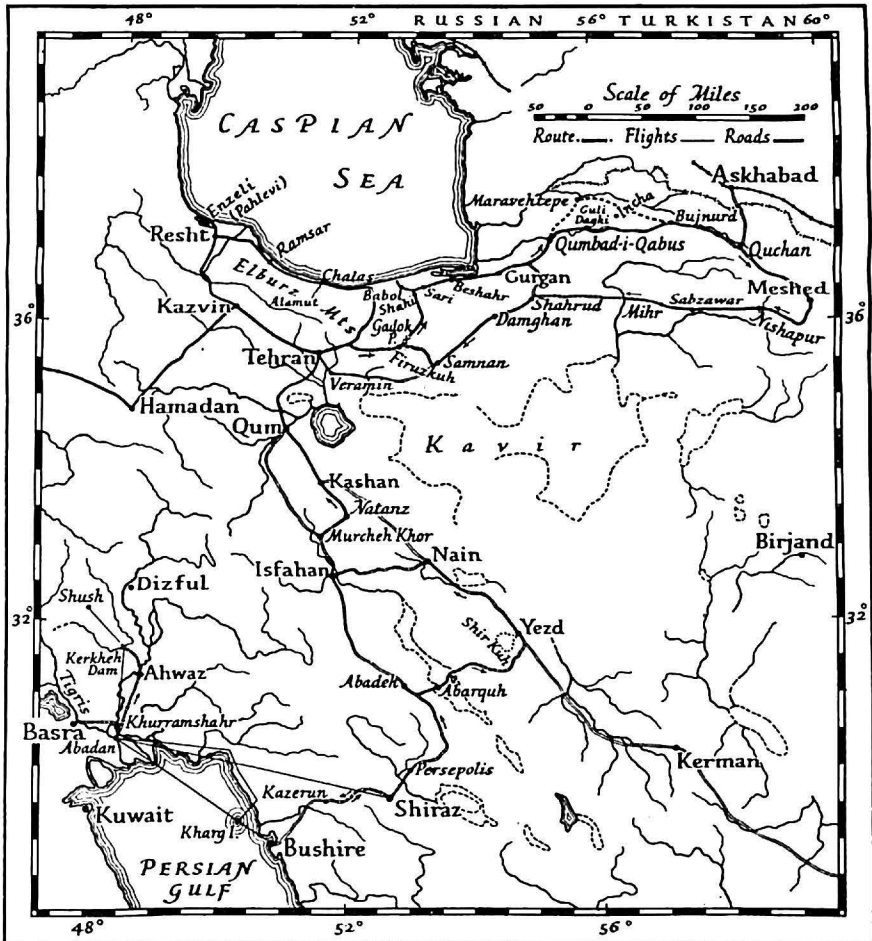 48° 52° RUSSIAN 56° TURKISTAN 60°
Scale of Miles
50 0 50 100 150 200
Route Flights Roads
CASPIAN
SEA
Askhabad
Maravehtepe
Guli Daghi
Incha
Bujnurd
Enzeli
(Pahlevi)
Resht
Ramsar
Qumbad-i-Qabus
Quchan
Elburz Mts
Chalas
Gurgan
Meshed
Alamut
Babol
Shahi
Sari
Beshahr
Kazvin
36°
36°
Gadok P.
Shahrud
Sabzawar
Damghan
Mihr
Nishapur
Tehran
Firuzkuh
Samnan
Veramin
Hamadan
Qum
Kavir
Kashan
Natanz
Murcheh Khor
Birjand
Nain
Isfahan
Dizful
Shush
32°
32°
Yezd
Shir Kuh
Kerkheh
Dam
Ahwaz
Tigris
Abadeh
Abarquh
Khurramshahr
Basra
Abadan
Kerman
Persepolis
Kazerun
Shiraz
Kuwait
Kharg I.
Bushire
PERSIAN
GULF
48° 52° 56°